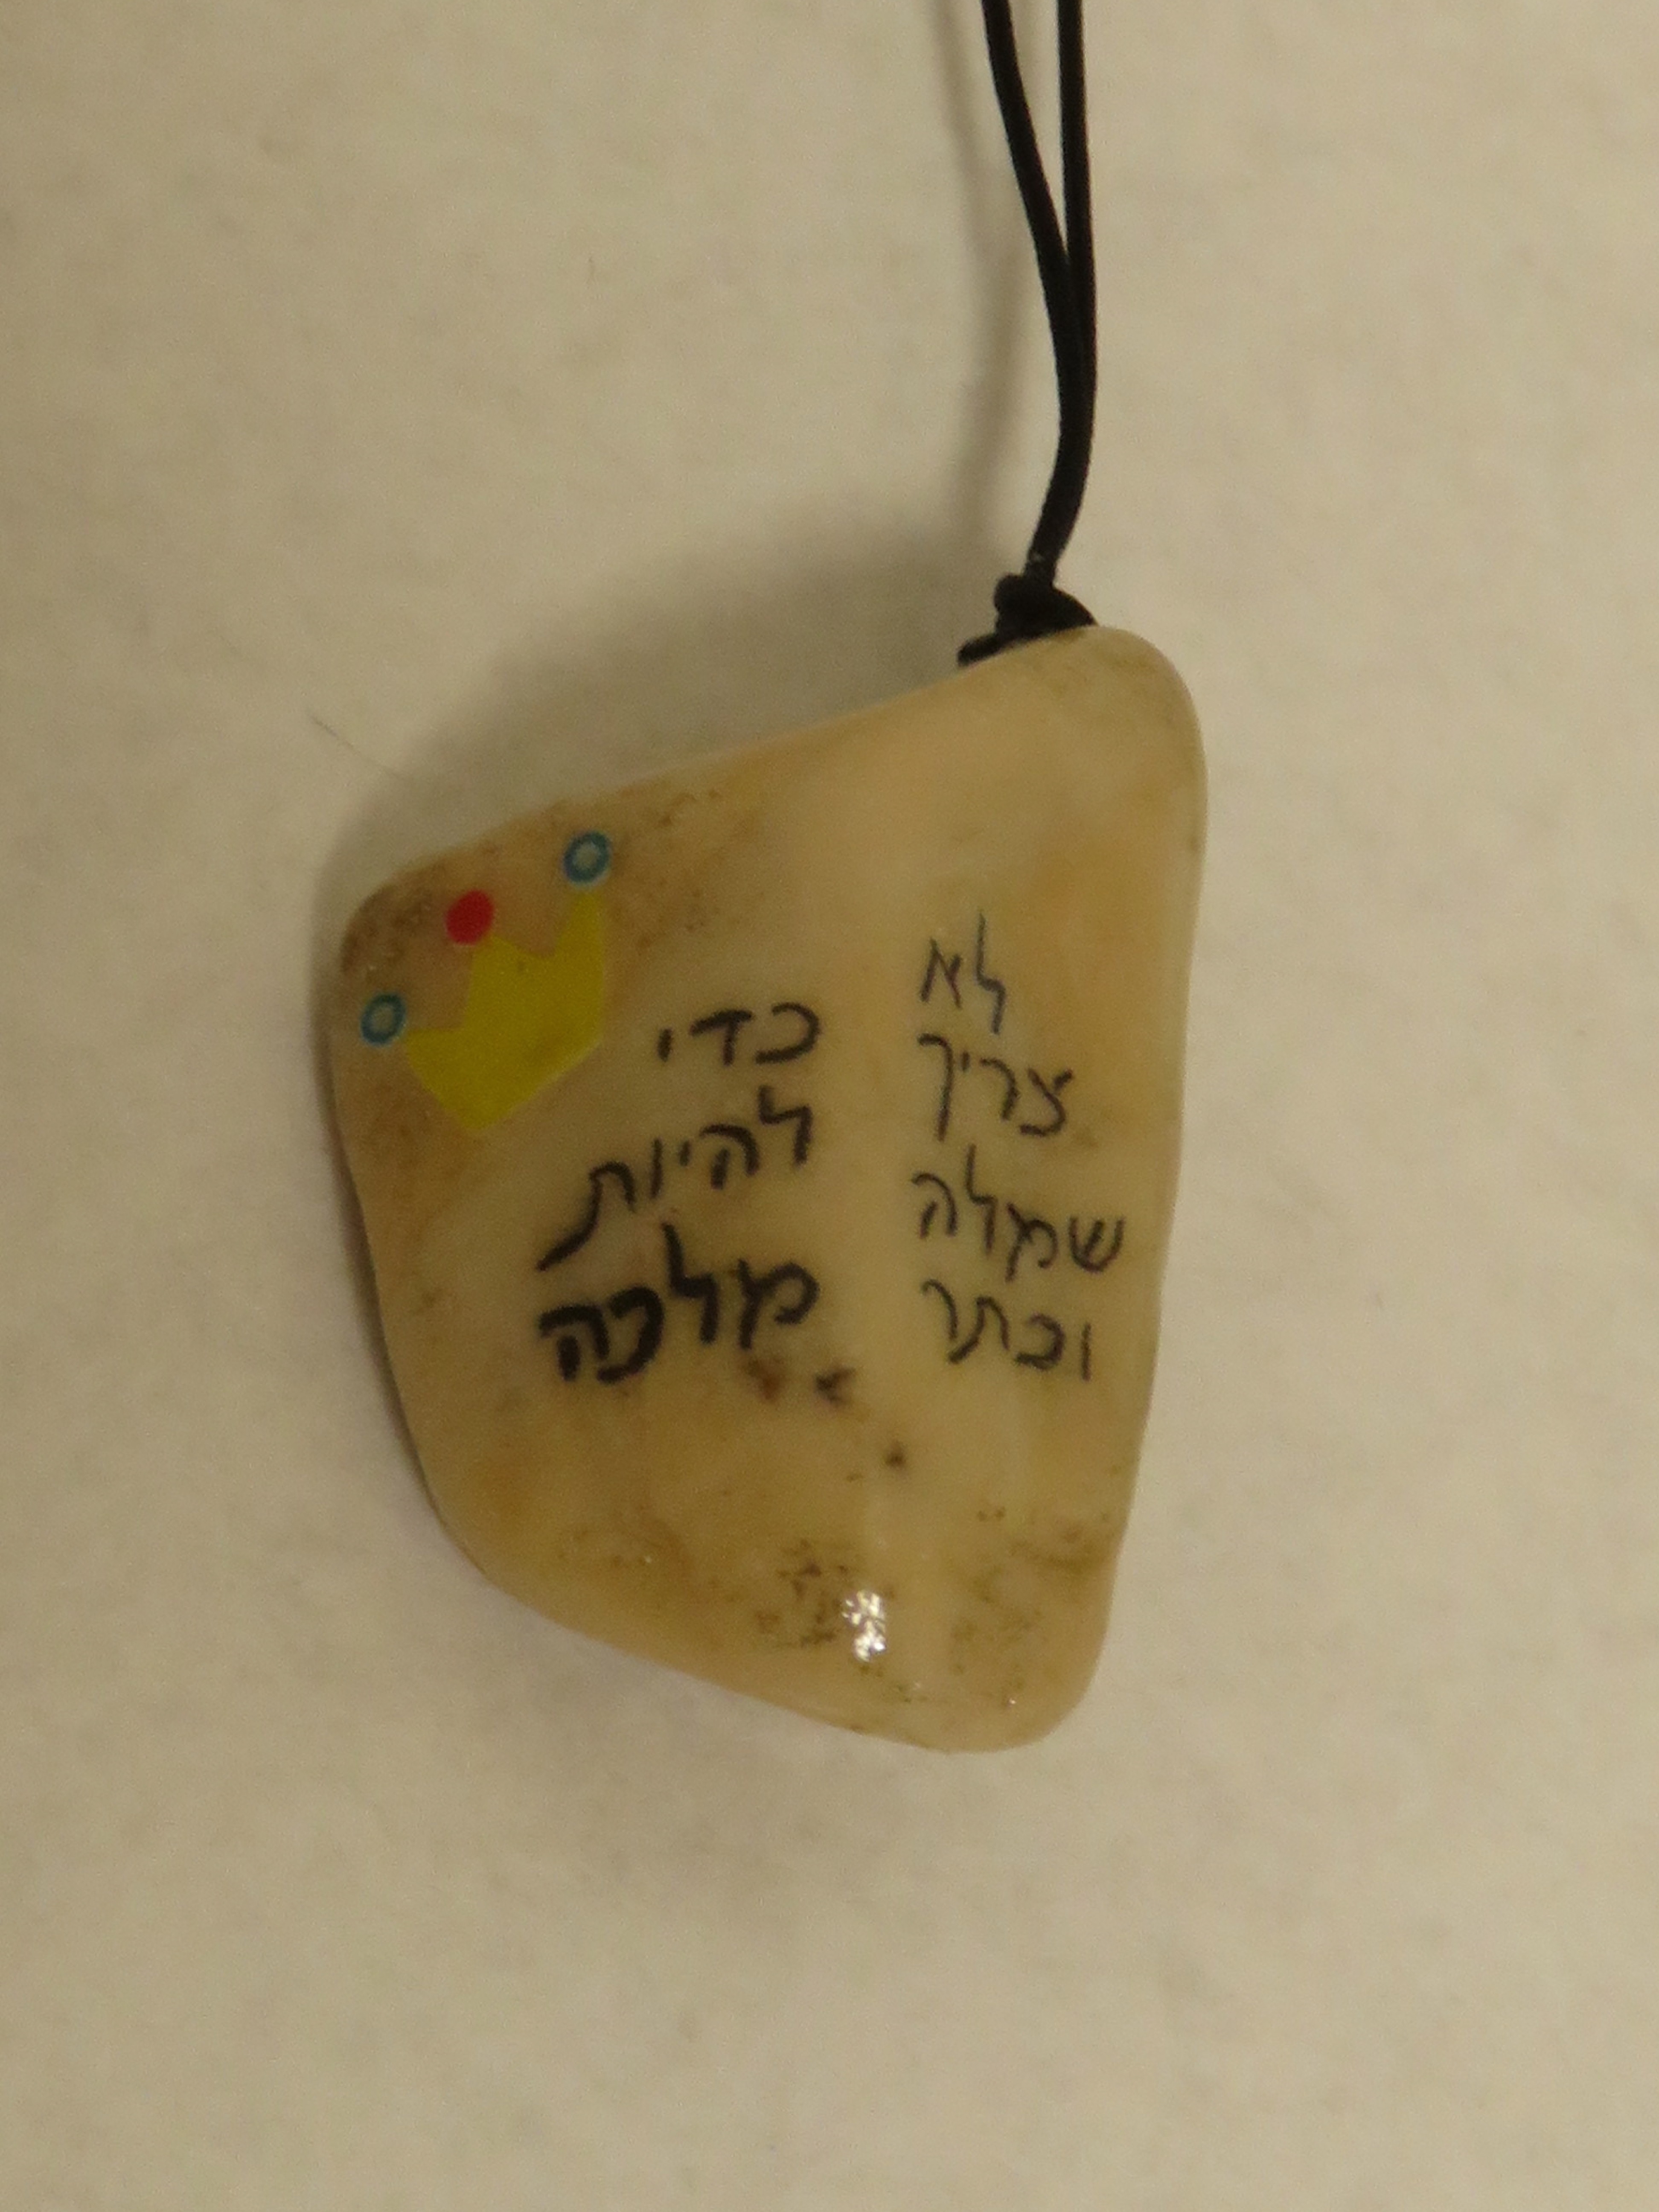 לא
צריך
שמלה
וכתר
כדי
להיות
מלכה